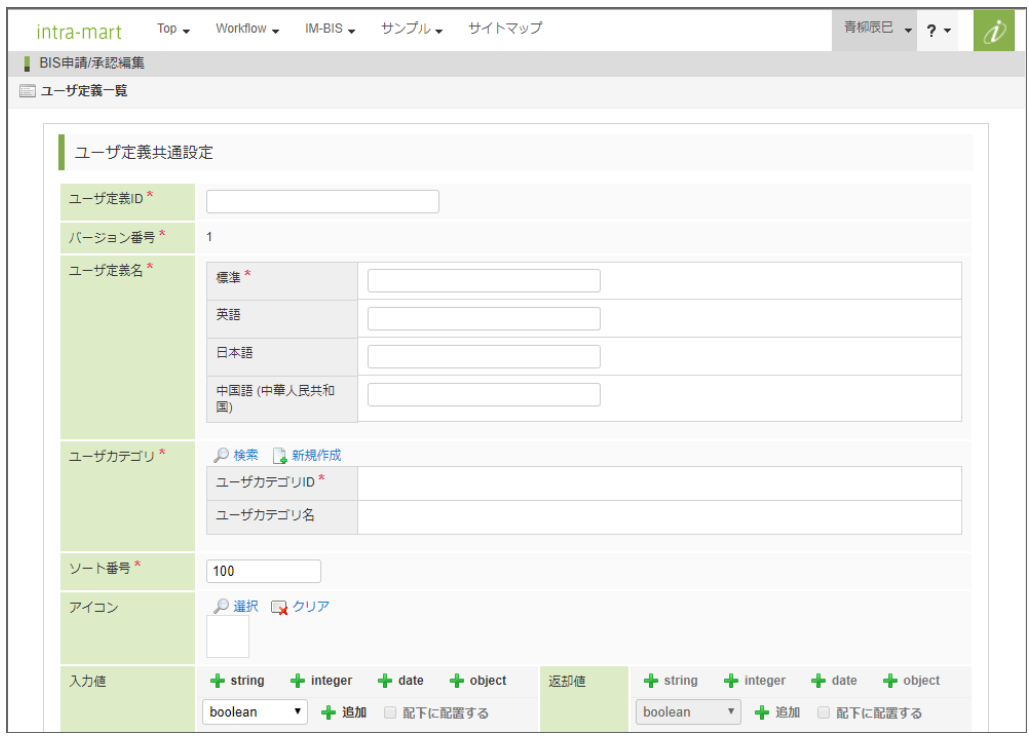 intra-mart Top Workflow IM-BIS サンプル サイトマップ 青柳辰巳 ?
BIS申請/承認編集
ユーザ定義一覧
ユーザ定義共通設定
ユーザ定義ID *
バージョン番号 * 1
ユーザ定義名 *
標準 *
英語
日本語
中国語 (中華人民共和
国)
ユーザカテゴリ * 検索 新規作成
ユーザカテゴリID *
ユーザカテゴリ名
ソート番号 * 100
アイコン 選択 クリア
入力値 string integer date object 返却値 string integer date object
boolean 追加 配下に配置する boolean 追加 配下に配置する